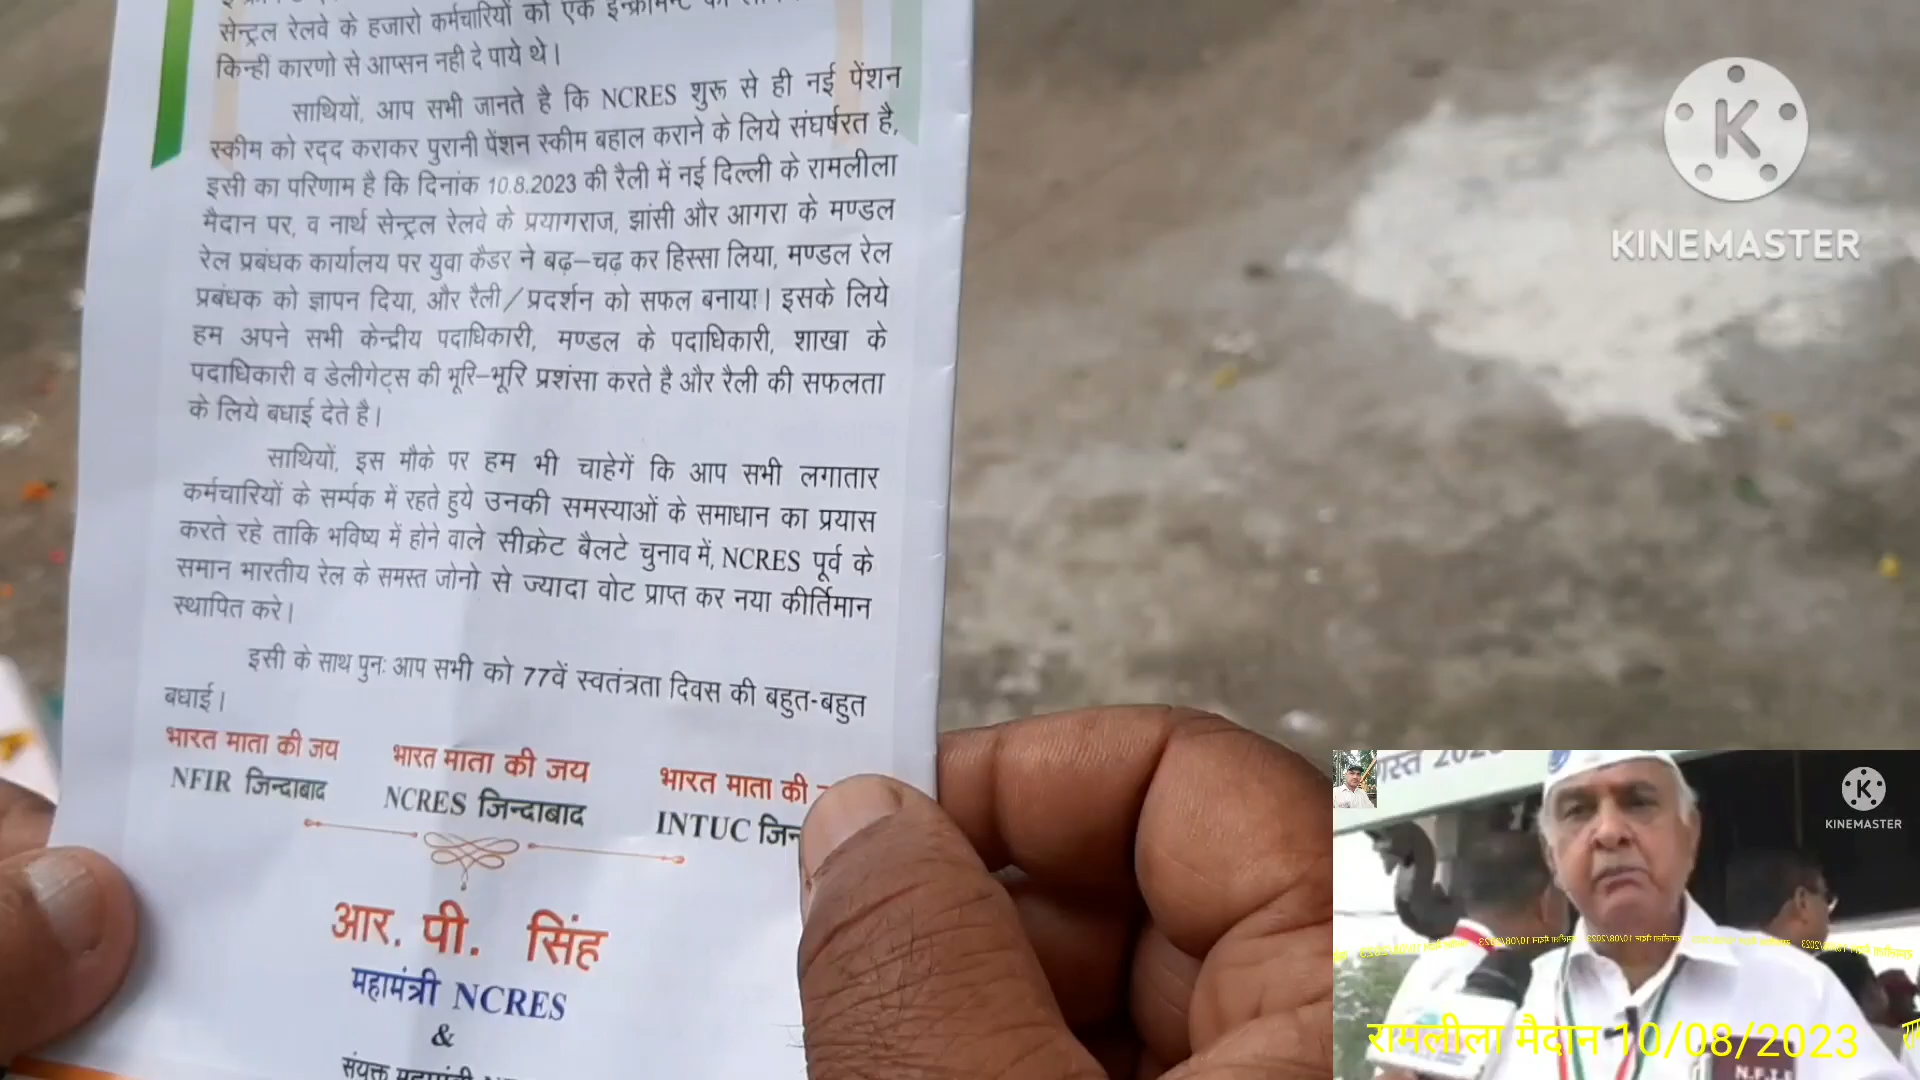 सेन्ट्रल रेलवे के हजारो कर्मचारियों को एक इन्क्रीमेन्ट का
किन्ही कारणो से आप्सन नही दे पाये थे।
साथियों, आप सभी जानते है कि NCRES शुरू से ही नई पेंशन
स्कीम को रद्द कराकर पुरानी पेंशन स्कीम बहाल कराने के लिये संघर्षरत है,
इसी का परिणाम है कि दिनांक 10.8.2023 की रैली में नई दिल्ली के रामलीला
मैदान पर, व नार्थ सेन्ट्रल रेलवे के प्रयागराज, झांसी और आगरा के मण्डल
रेल प्रबंधक कार्यालय पर युवा कैडर ने बढ़–चढ़ कर हिस्सा लिया, मण्डल रेल
प्रबंधक को ज्ञापन दिया, और रैली/प्रदर्शन को सफल बनाया!। इसके लिये
हम अपने सभी केन्द्रीय पदाधिकारी, मण्डल के पदाधिकारी, शाखा के
पदाधिकारी व डेलीगेट्स की भूरि–भूरि प्रशंसा करते है और रैली की सफलता
के लिये बधाई देते है।
साथियों, इस मौके पर हम भी चाहेगें कि आप सभी लगातार
कर्मचारियों के सर्म्पक में रहते हुये उनकी समस्याओं के समाधान का प्रयास
करते रहे ताकि भविष्य में होने वाले सीक्रेट बैलटे चुनाव में, NCRES पूर्व के
समान भारतीय रेल के समस्त जोनो से ज्यादा वोट प्राप्त कर नया कीर्तिमान
स्थापित करे।
इसी के साथ पुनः आप सभी को 77वें स्वतंत्रता दिवस की बहुत-बहुत
बधाई।
भारत माता की जय भारत माता की जय भारत माता की
NFIR जिन्दाबाद NCRES जिन्दाबाद INTUC
आर. पी. सिंह
महामंत्री NCRES
&
संयुक्त
KINEMASTER
KINEMASTER
रामलीला मैदान 10/08/2023